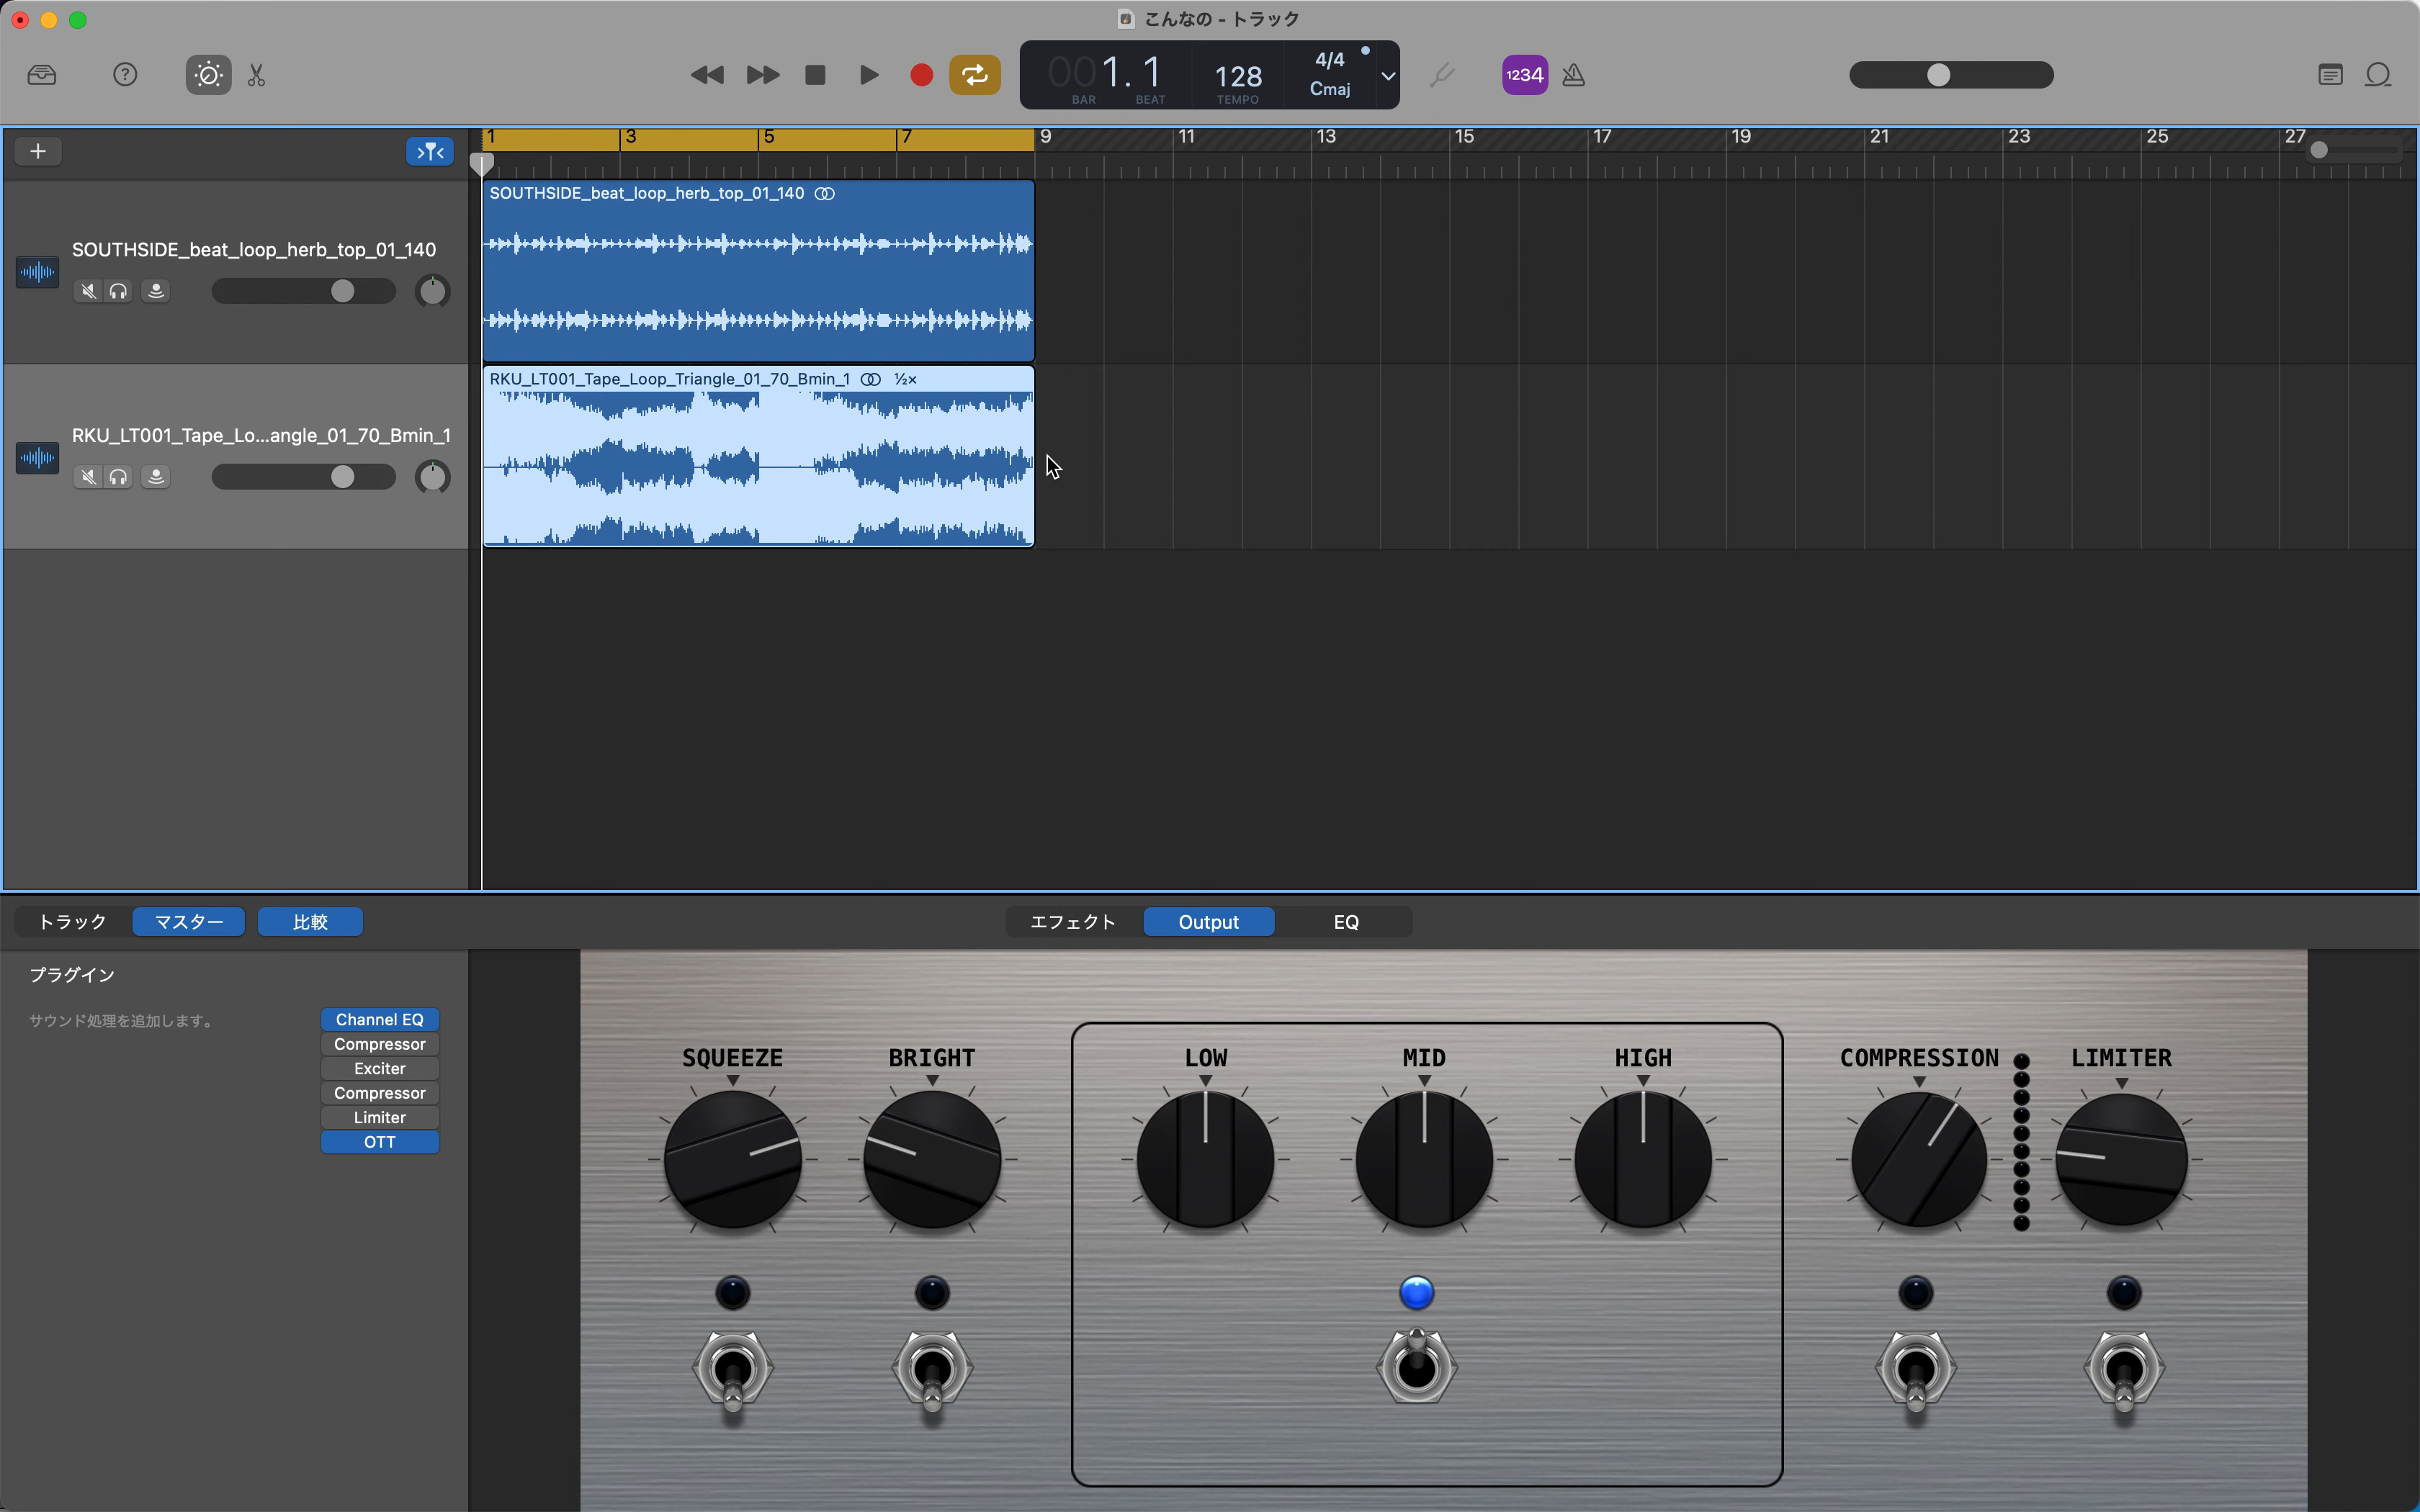 こんなの - トラック
001. 1
128
4/4
Cmaj
BAR
BEAT
TEMPO
1234
1
3
5
7
9
11
13
15
17
19
21
23
25
27
SOUTHSIDE_beat_loop_herb_top_01_140
SOUTHSIDE_beat_loop_herb_top_01_140
RKU_LT001_Tape_Loop_Triangle_01_70_Bmin_1 ½×
RKU_LT001_Tape_Lo...angle_01_70_Bmin_1
トラック
マスター
比較
エフェクト
Output
EQ
プラグイン
サウンド処理を追加します。
Channel EQ
Compressor
Exciter
Compressor
Limiter
OTT
SQUEEZE
BRIGHT
LOW
MID
HIGH
COMPRESSION
LIMITER